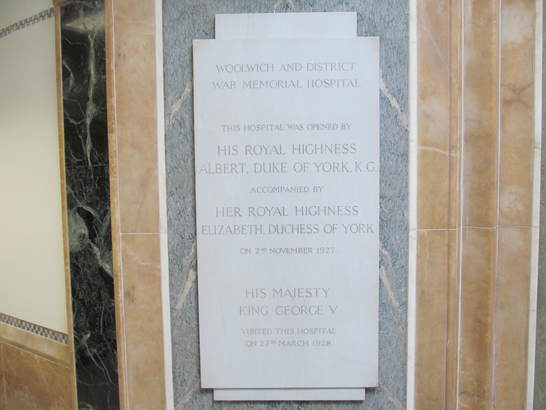 WOOLWICH AND DISTRICT
WAR MEMORIAL HOSPITAL
THIS HOSPITAL WAS OPENED BY
HIS ROYAL HIGHNESS
ALBERT, DUKE OF YORK, K.G.
ACCOMPANIED BY
HER ROYAL HIGHNESS
ELIZABETH, DUCHESS OF YORK
ON 2ND NOVEMBER 1927.
HIS MAJESTY
KING GEORGE V
VISITED THIS HOSPITAL
ON 27TH MARCH 1928.